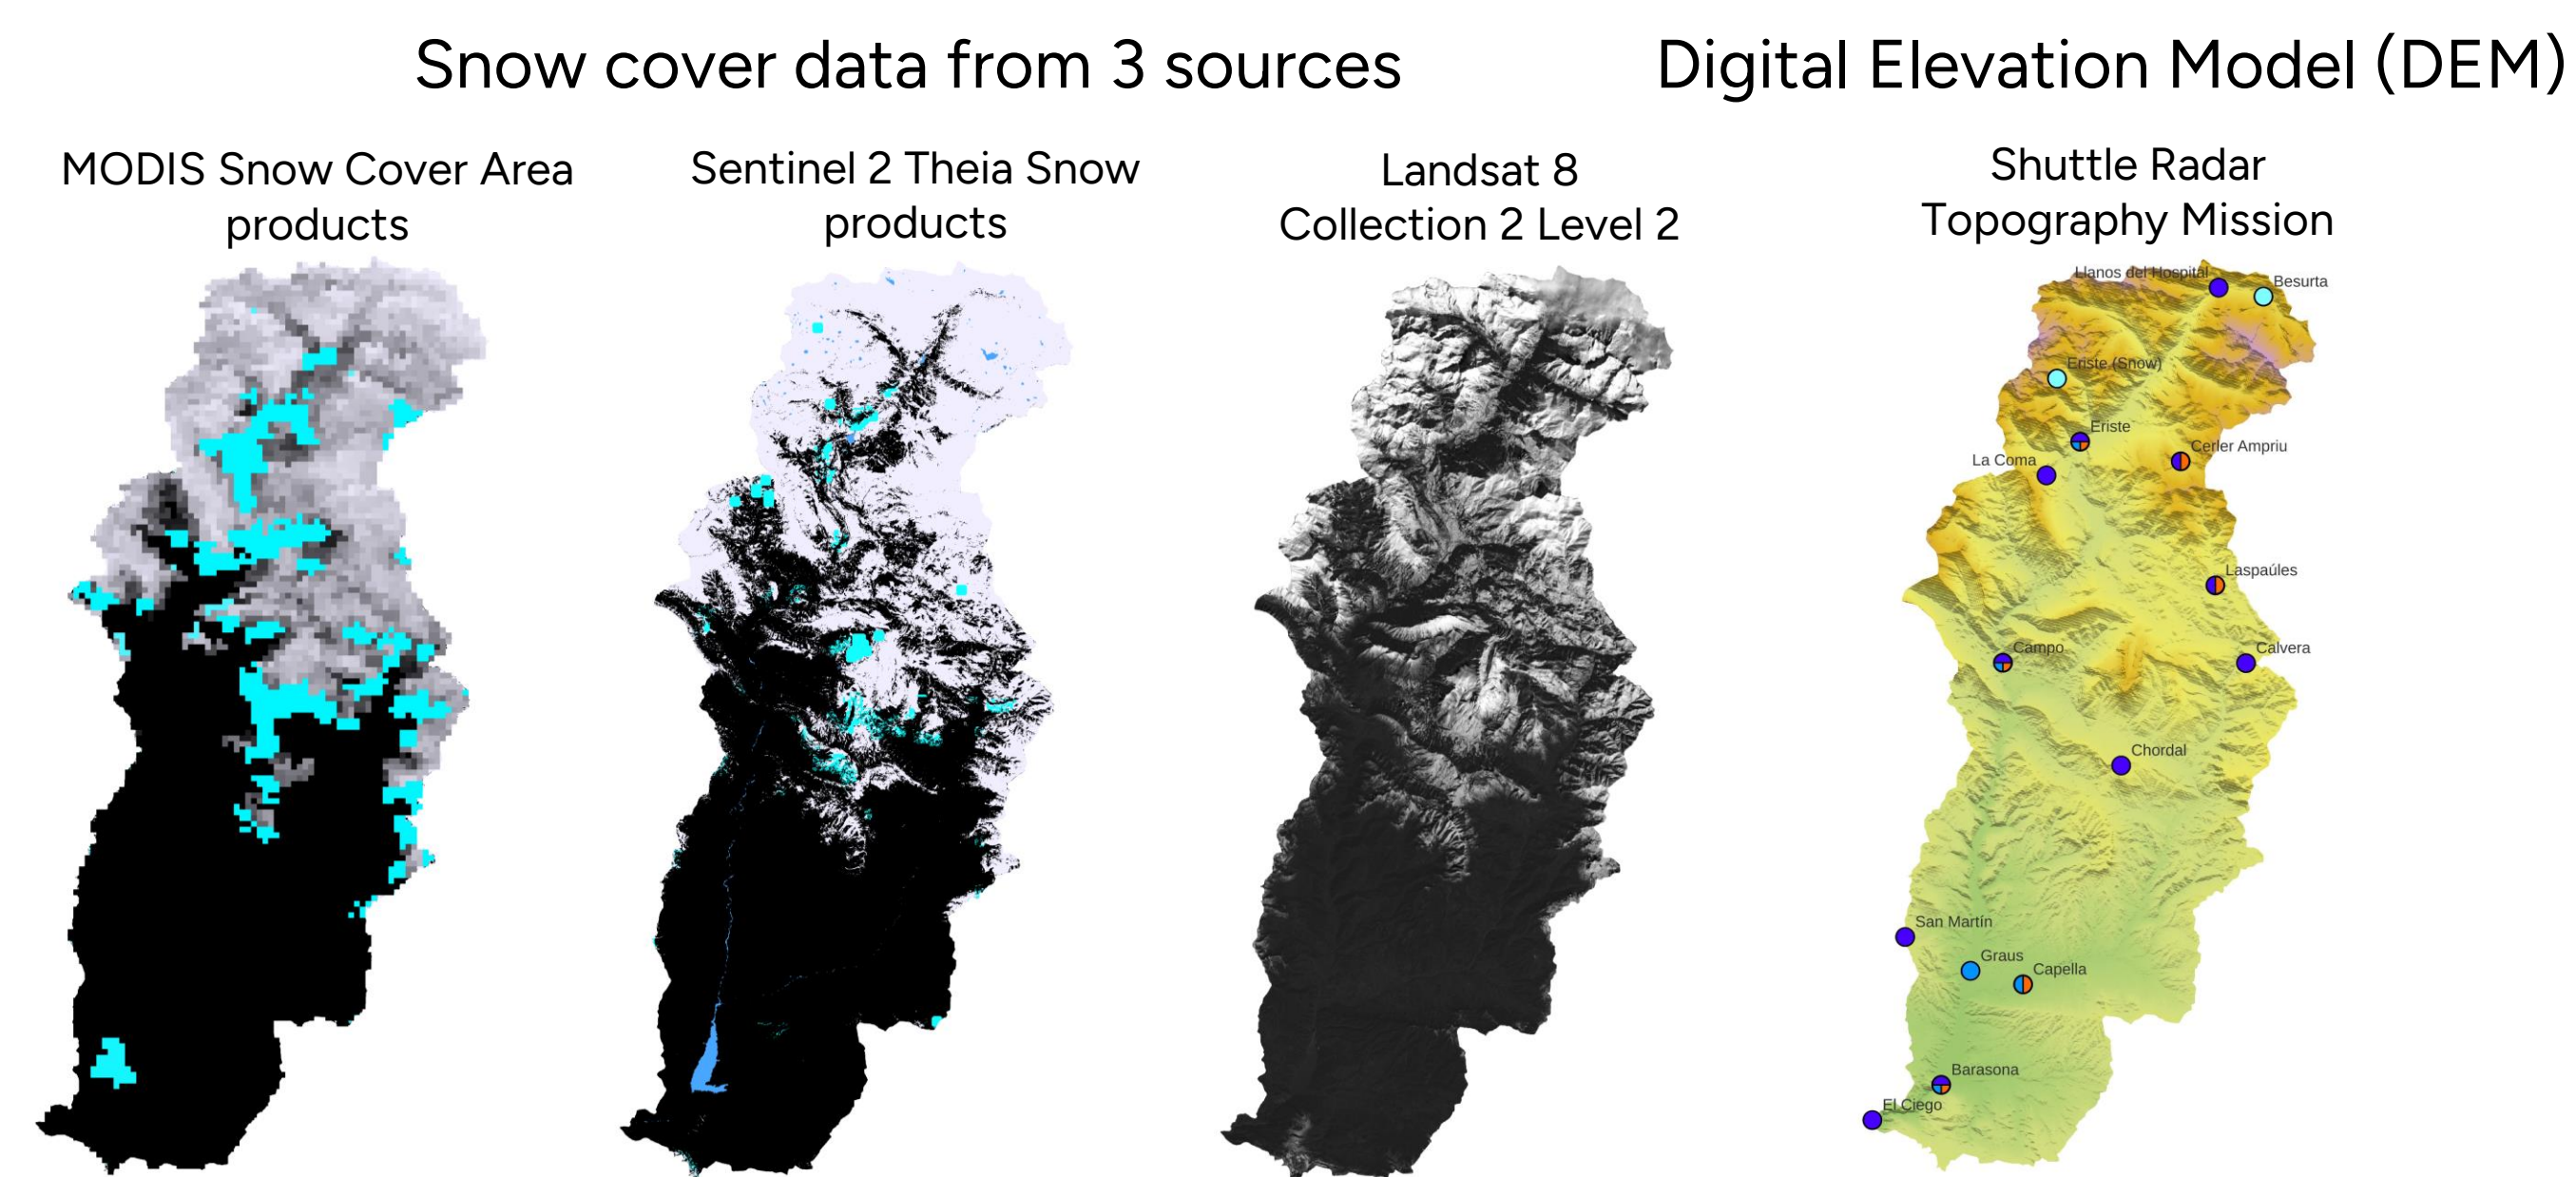 Snow cover data from 3 sources
Digital Elevation Model (DEM)
MODIS Snow Cover Area
products
Sentinel 2 Theia Snow
products
Landsat 8
Collection 2 Level 2
Shuttle Radar
Topography Mission
Llanos del Hospital
Besurta
Eriste (Snow)
Eriste
Cerler Ampriu
La Coma
Laspaúles
Campo
Calvera
Chordal
San Martín
Graus
Capella
Barasona
El Ciego